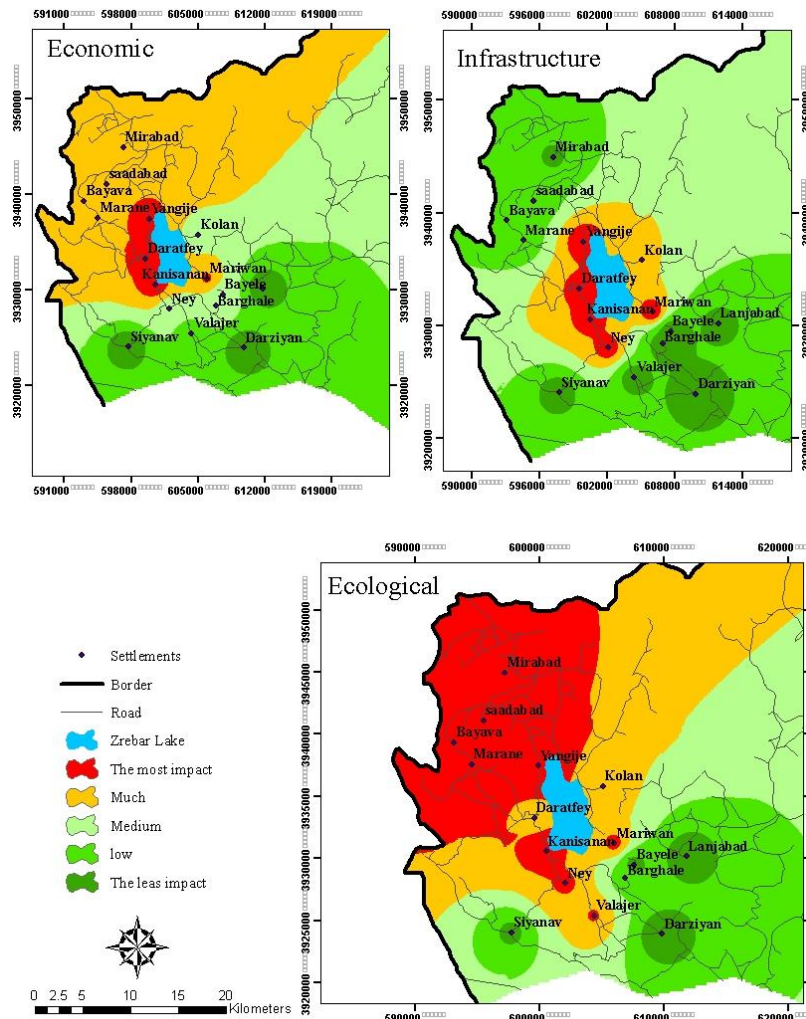 591000 598000 605000 612000 619000
Economic
3950000
3940000
3930000
3920000
Mirabad
saadabad
Bayava
Marane
Yangije
Kolan
Daratfey
Mariwan
Kanisanan
Bayele
Ney
Barghale
Valajer
Siyanav
Darziyan
591000 598000 605000 612000 619000
590000 596000 602000 608000 614000
Infrastructure
3950000
3940000
3930000
3920000
Mirabad
saadabad
Bayava
Marane
Yangije
Kolan
Daratfey
Mariwan
Kanisanan
Lanjabad
Bayele
Ney
Barghale
Valajer
Siyanav
Darziyan
590000 596000 602000 608000 614000
590000 600000 610000 620000
Ecological
3950000
3945000
3940000
3935000
3930000
3925000
3920000
Mirabad
saadabad
Bayava
Marane
Yangije
Kolan
Daratfey
Mariwan
Kanisanan
Lanjabad
Bayele
Ney
Barghale
Valajer
Siyanav
Darziyan
590000 600000 610000 620000
Settlements
Border
Road
Zrebar Lake
The most impact
Much
Medium
low
The leas impact
0 2.5 5 10 15 20
Kilometers